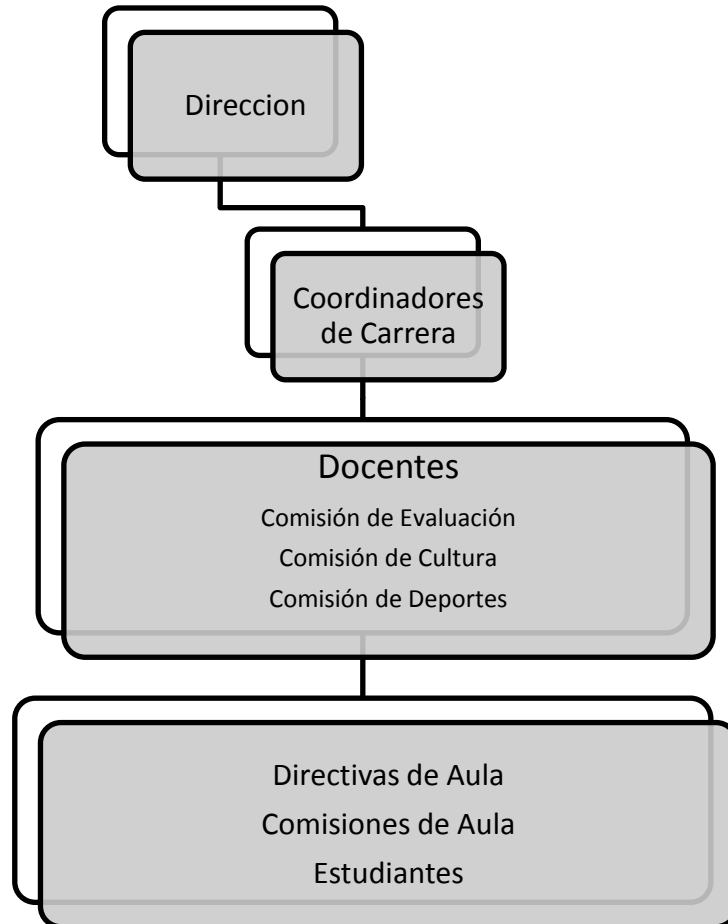 Direccion
Coordinadores
de Carrera
Docentes
Comisión de Evaluación
Comisión de Cultura
Comisión de Deportes
Directivas de Aula
Comisiones de Aula
Estudiantes